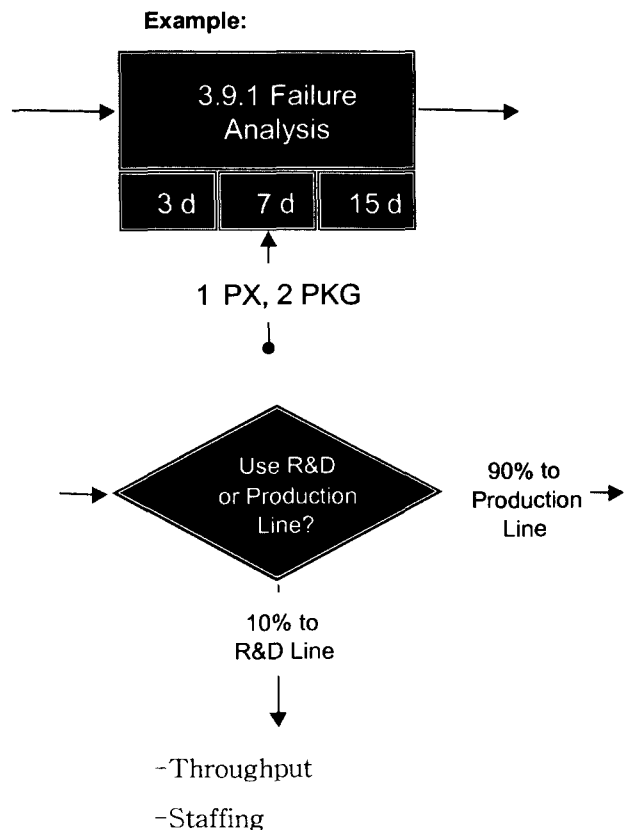 Example:
3.9.1 Failure
Analysis
3 d 7 d 15 d
1 PX, 2 PKG
Use R&D
or Production
Line?
90% to
Production
Line
10% to
R&D Line
-Throughput
-Staffing